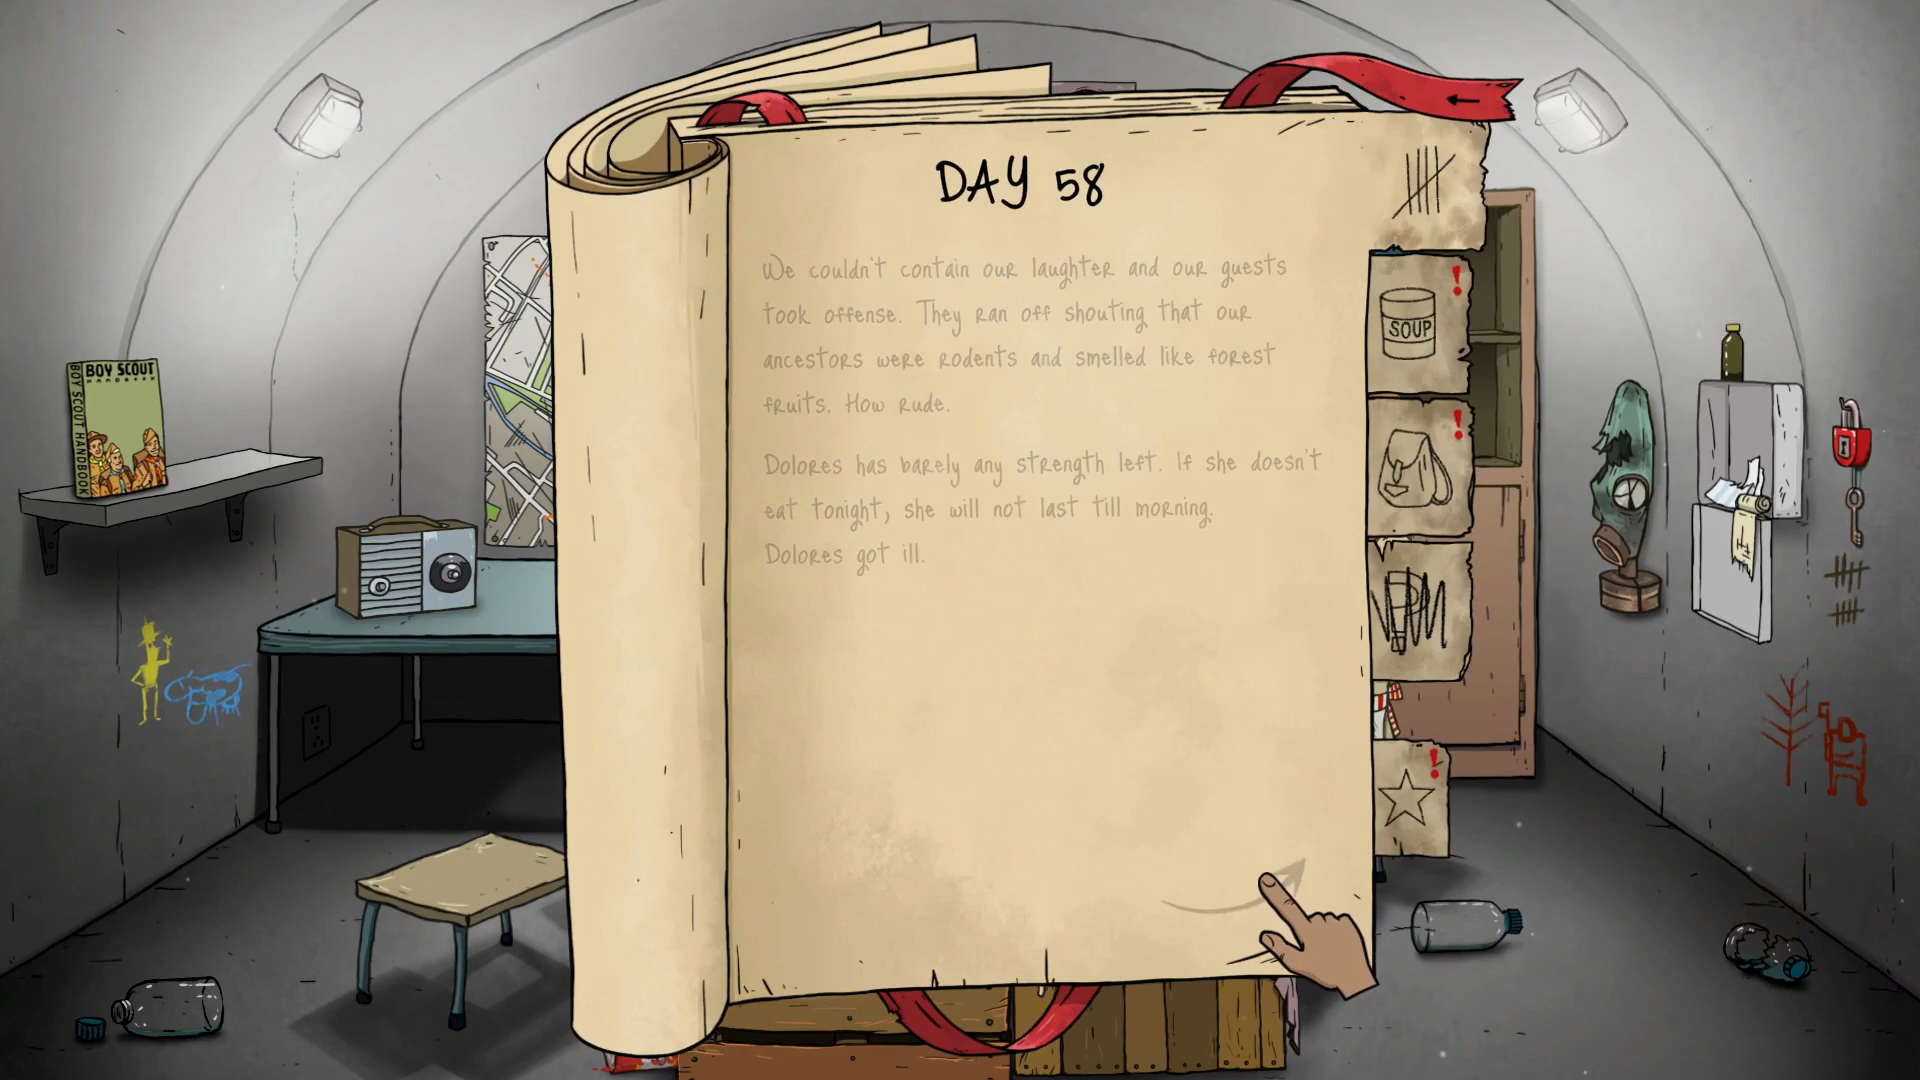 DAY 58
We couldn't contain our laughter and our guests
took offense. They ran off shouting that our
ancestors were rodents and smelled like forest
fruits. How rude.
Dolores has barely any strength left. If she doesn't
eat tonight, she will not last till morning.
Dolores got ill.
!
SOUP
!
!
BOY SCOUT
HANDBOOK
BOY SCOUT HANDBOOK